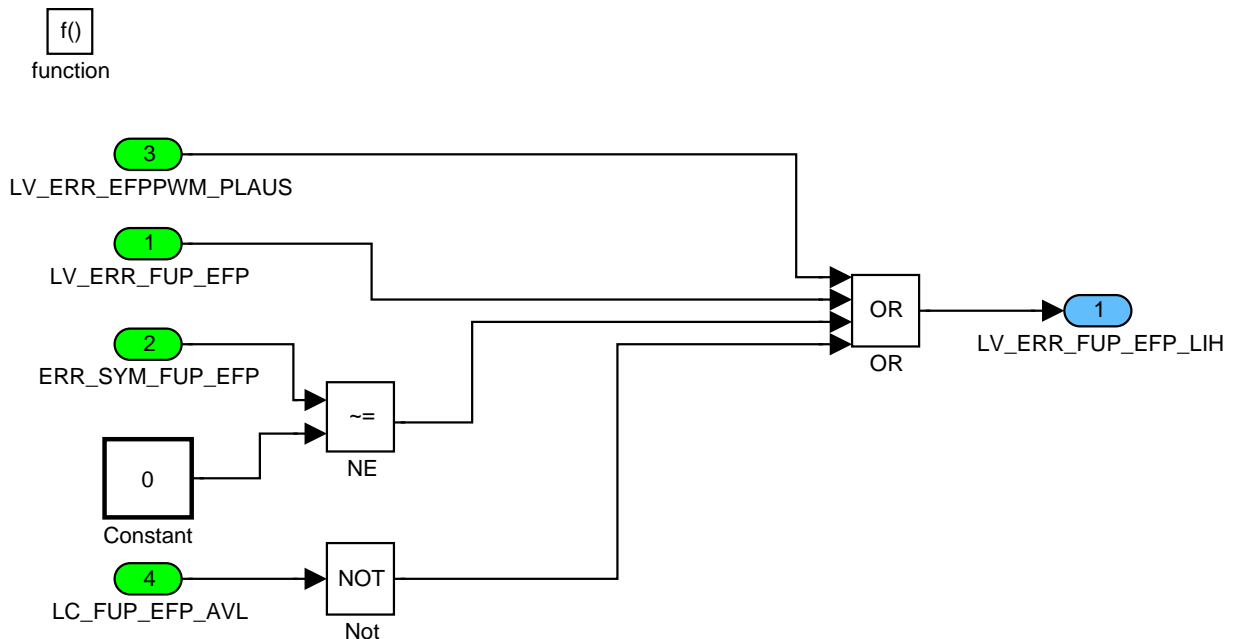 f()
function
3
LV_ERR_EFPPWM_PLAUS
1
LV_ERR_FUP_EFP
OR
OR
1
LV_ERR_FUP_EFP_LIH
2
ERR_SYM_FUP_EFP
~=
NE
0
Constant
4
LC_FUP_EFP_AVL
NOT
Not